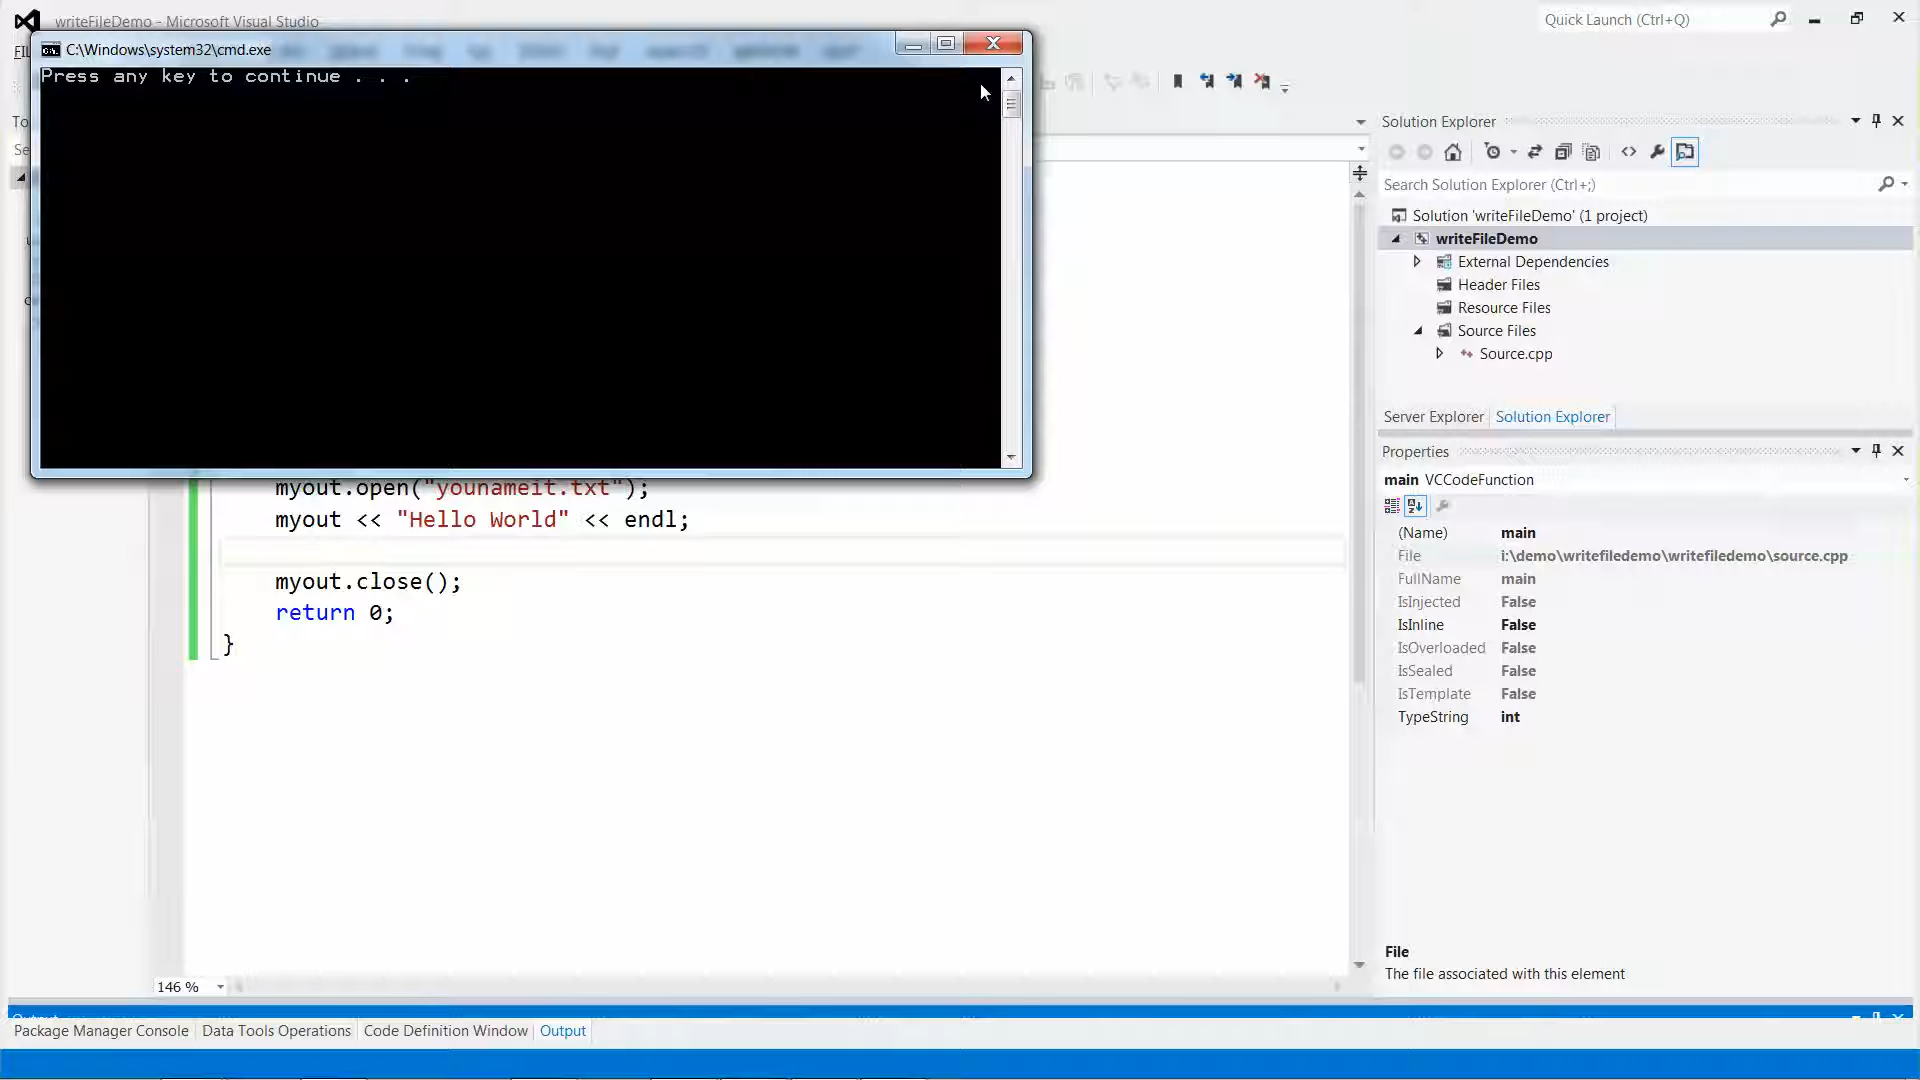 writeFileDemo - Microsoft Visual Studio
Quick Launch (Ctrl+Q)
C:\Windows\system32\cmd.exe
Press any key to continue . . .
myout.open("younameit.txt");
myout << "Hello World" << endl;
myout.close();
return 0;
}
146 %
Solution Explorer
Search Solution Explorer (Ctrl+;)
Solution 'writeFileDemo' (1 project)
writeFileDemo
External Dependencies
Header Files
Resource Files
Source Files
Source.cpp
Server Explorer
Solution Explorer
Properties
main VCCodeFunction
(Name) main
File i:\demo\writefiledemo\writefiledemo\source.cpp
FullName main
IsInjected False
IsInline False
IsOverloaded False
IsSealed False
IsTemplate False
TypeString int
File
The file associated with this element
Package Manager Console
Data Tools Operations
Code Definition Window
Output